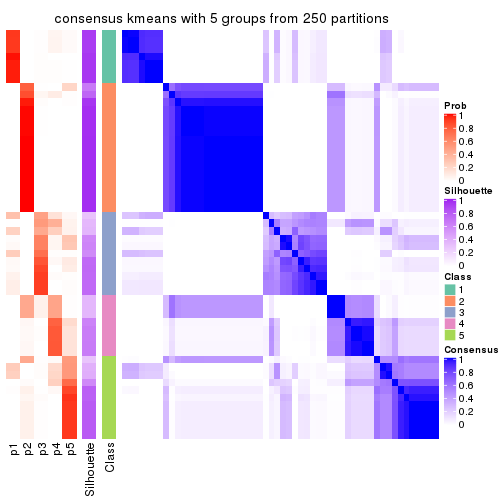 consensus kmeans with 5 groups from 250 partitions
Prob
1
0.8
0.6
0.4
0.2
0
Silhouette
1
0.8
0.6
0.4
0.2
0
Class
1
2
3
4
5
Consensus
1
0.8
0.6
0.4
0.2
0
p1
p2
p3
p4
p5
Silhouette
Class